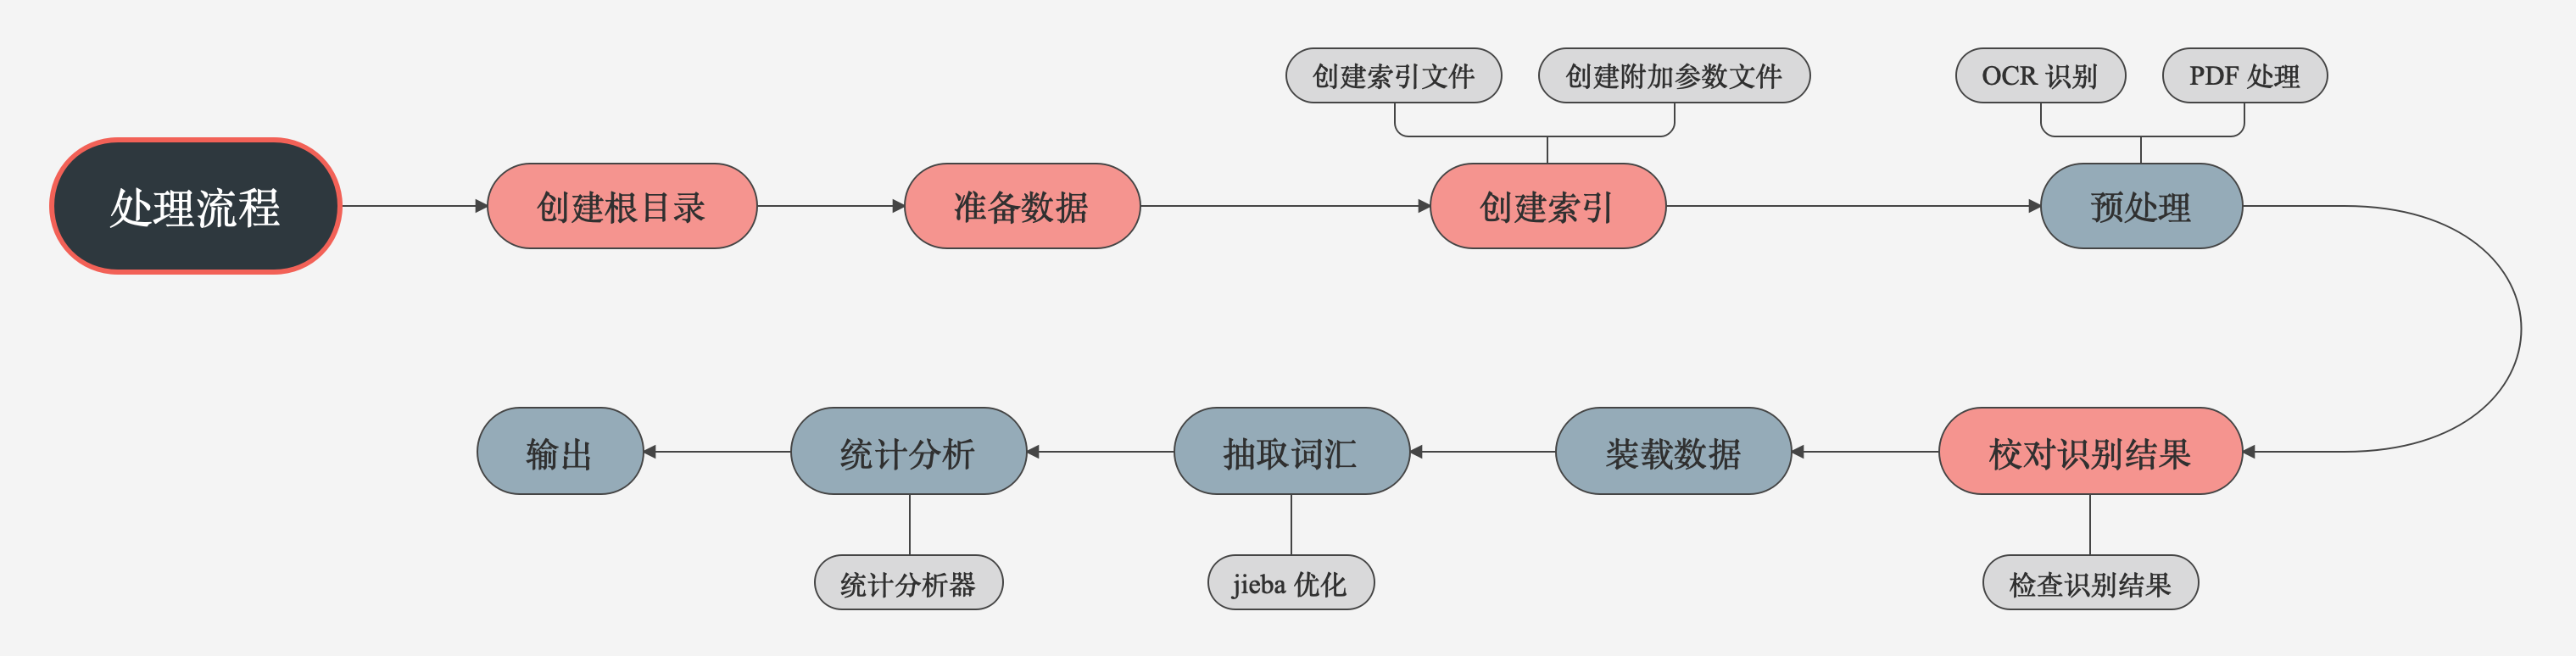 创建索引文件
创建附加参数文件
OCR 识别
PDF 处理
处理流程
创建根目录
准备数据
创建索引
预处理
校对识别结果
装载数据
抽取词汇
统计分析
输出
检查识别结果
jieba 优化
统计分析器